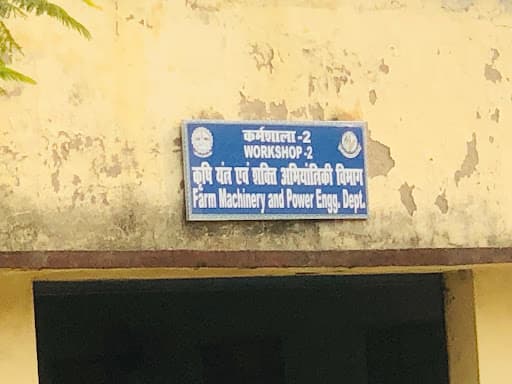 कर्मशाला -2
WORKSHOP -2
कृषि यंत्र एवं शक्ति अभियांत्रिकी विभाग
Farm Machinery and Power Engg. Dept.